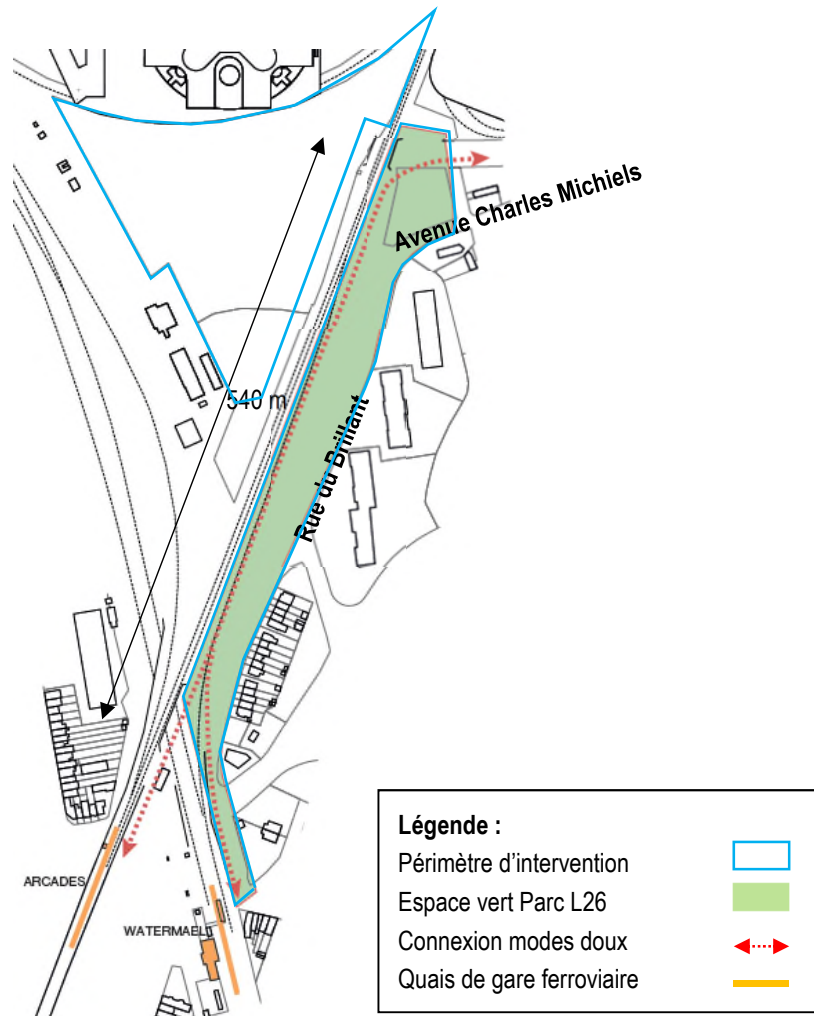 Avenue Charles Michiels
540 m
Rue du Brillant
ARCADES
WATERMAEL
Légende :
Périmètre d'intervention
Espace vert Parc L26
Connexion modes doux
Quais de gare ferroviaire